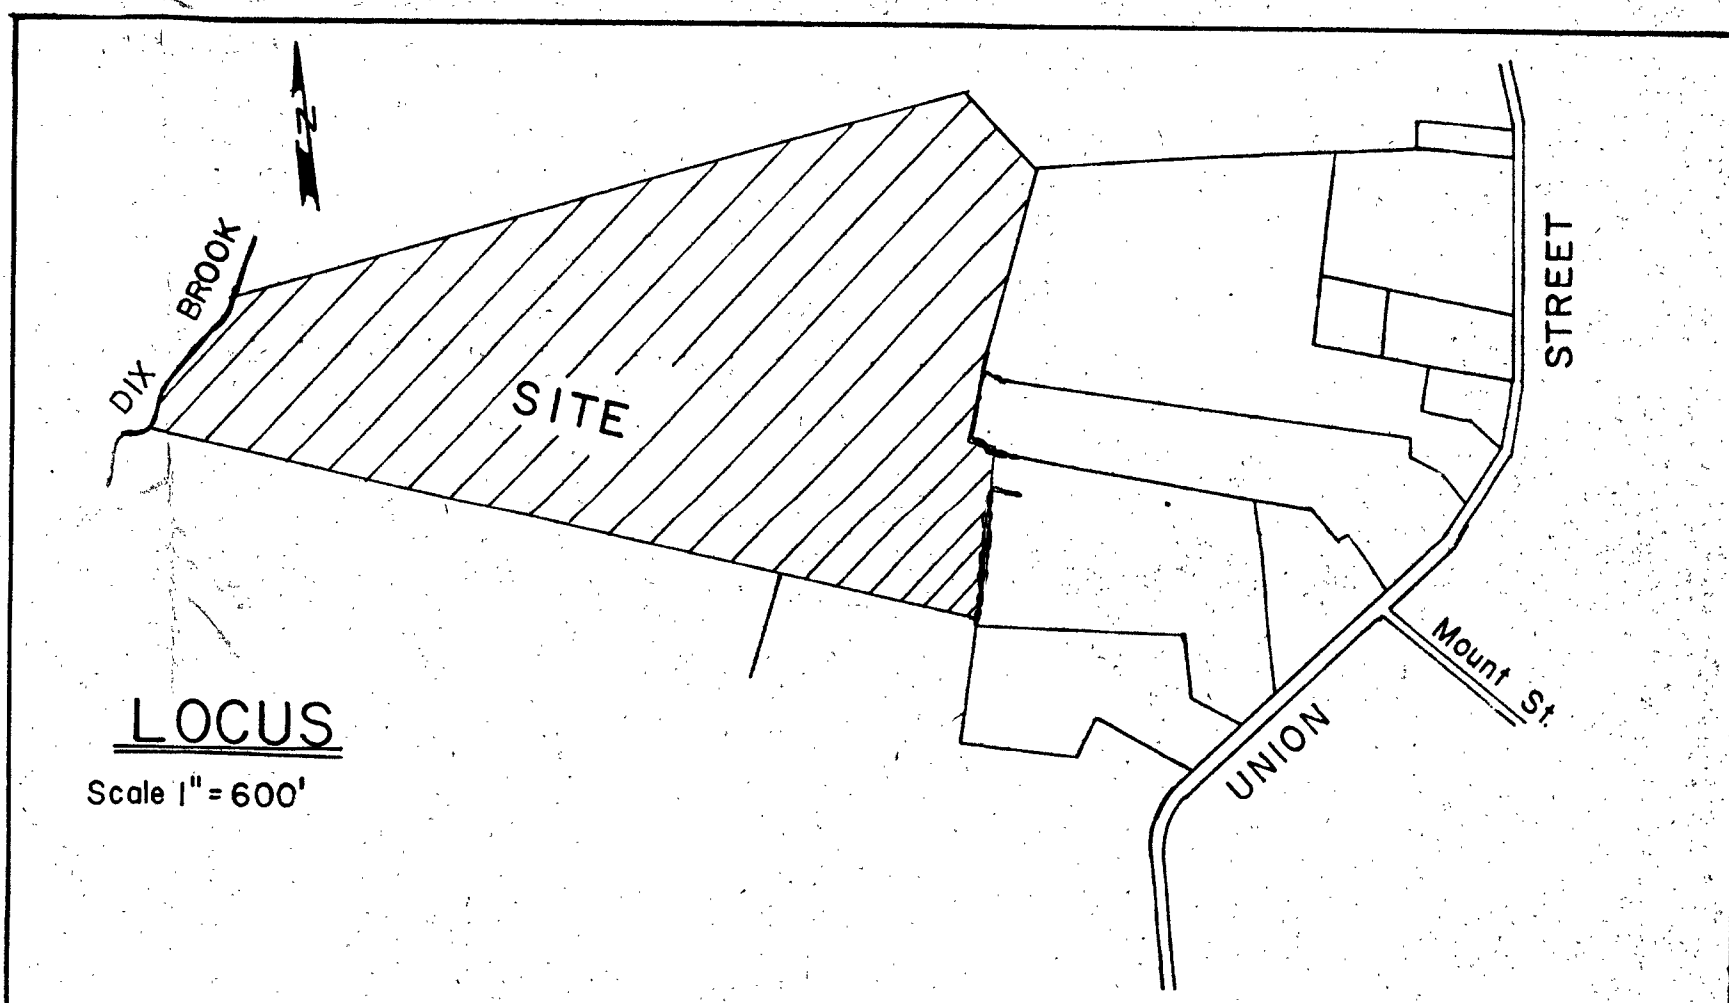 N
DIX BROOK
SITE
STREET
Mount St.
UNION
LOCUS
Scale 1" = 600'